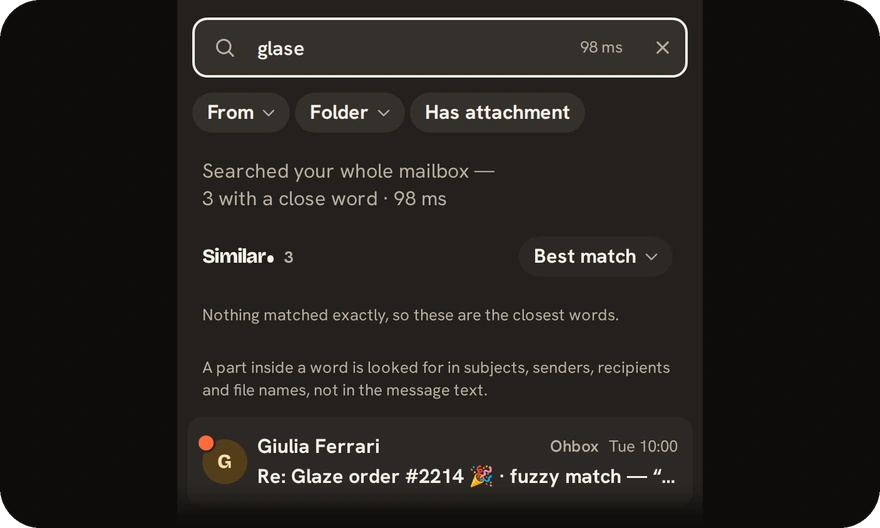 glase 98 ms
From Folder Has attachment
Searched your whole mailbox —
3 with a close word · 98 ms
Similar• 3 Best match
Nothing matched exactly, so these are the closest words.
A part inside a word is looked for in subjects, senders, recipients
and file names, not in the message text.
G
Giulia Ferrari Ohbox Tue 10:00
Re: Glaze order #2214 🎉 · fuzzy match — “…